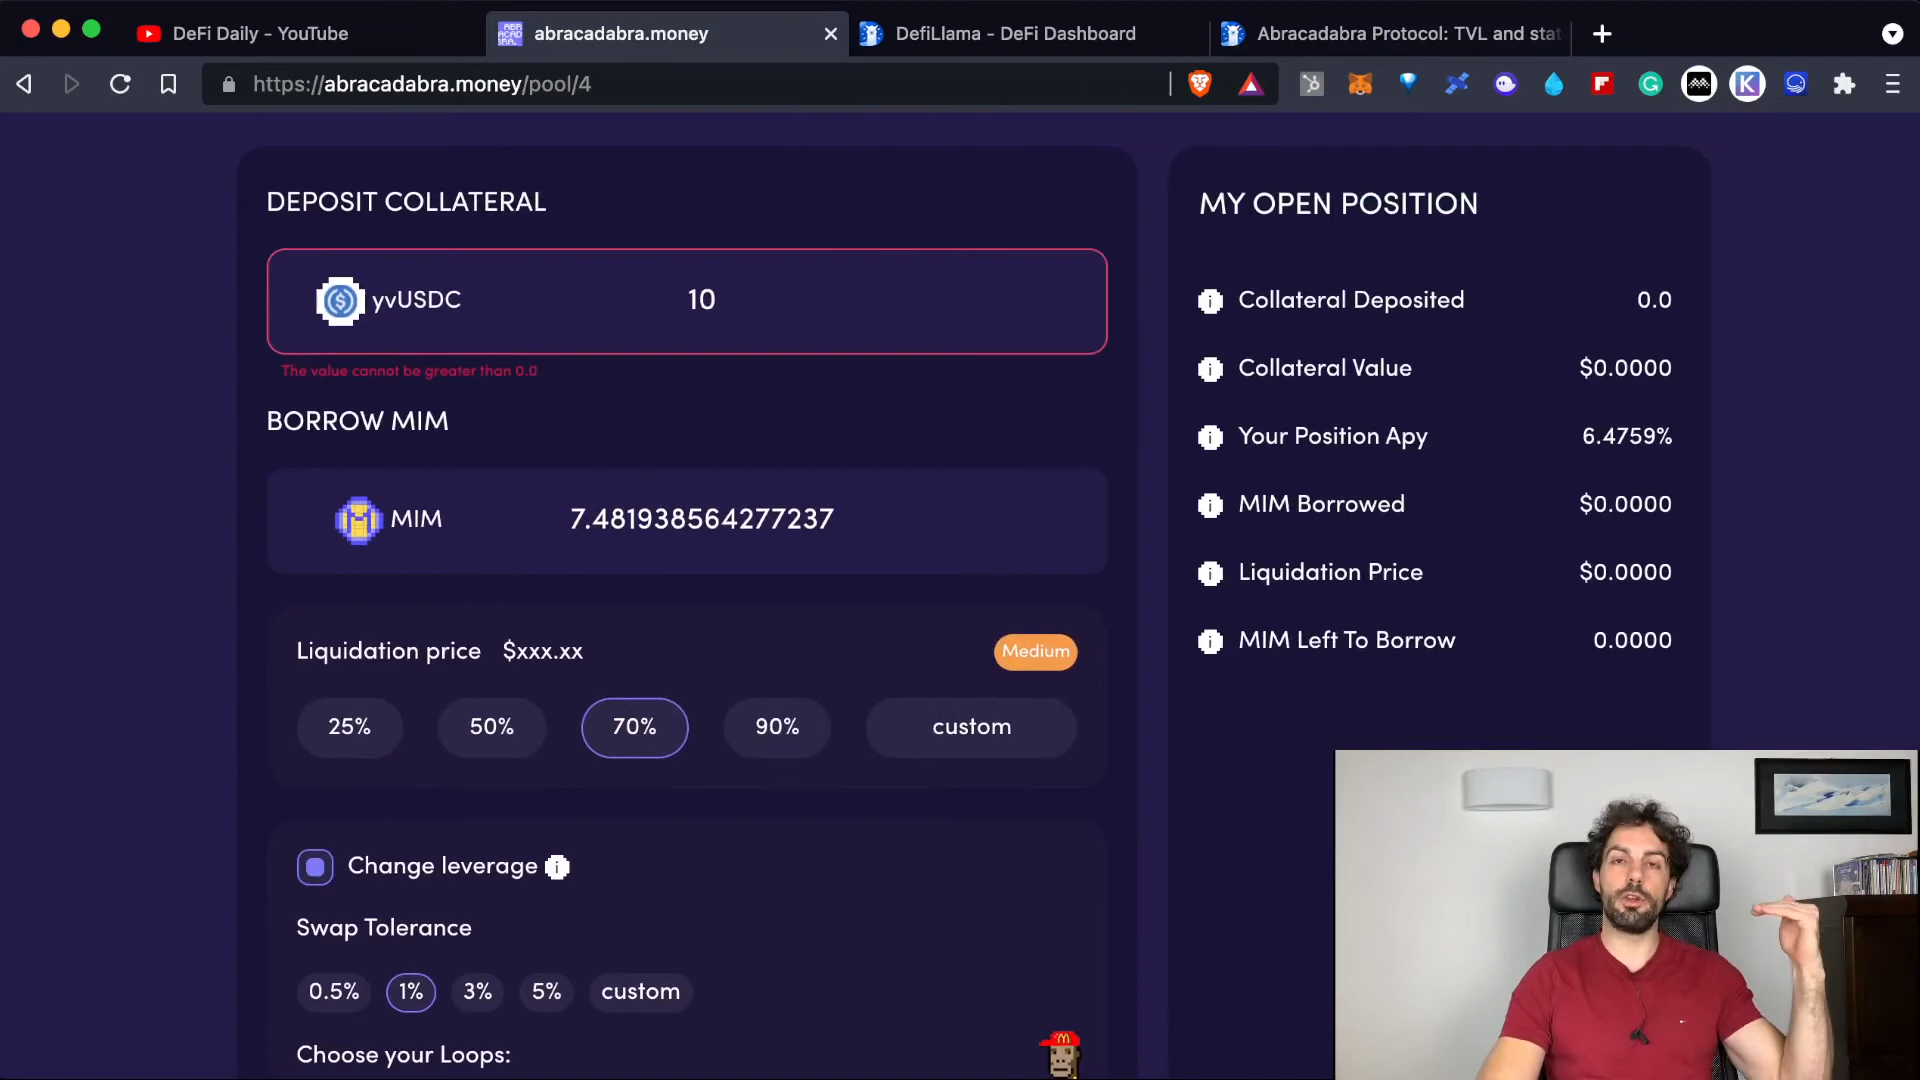 DeFi Daily - YouTube
abracadabra.money
DefiLlama - DeFi Dashboard
Abracadabra Protocol: TVL and stat
https://abracadabra.money/pool/4
DEPOSIT COLLATERAL
yvUSDC 10
The value cannot be greater than 0.0
BORROW MIM
MIM 7.481938564277237
Liquidation price $xxx.xx
Medium
25% 50% 70% 90% custom
Change leverage
Swap Tolerance
0.5% 1% 3% 5% custom
Choose your Loops:
MY OPEN POSITION
Collateral Deposited 0.0
Collateral Value $0.0000
Your Position Apy 6.4759%
MIM Borrowed $0.0000
Liquidation Price $0.0000
MIM Left To Borrow 0.0000